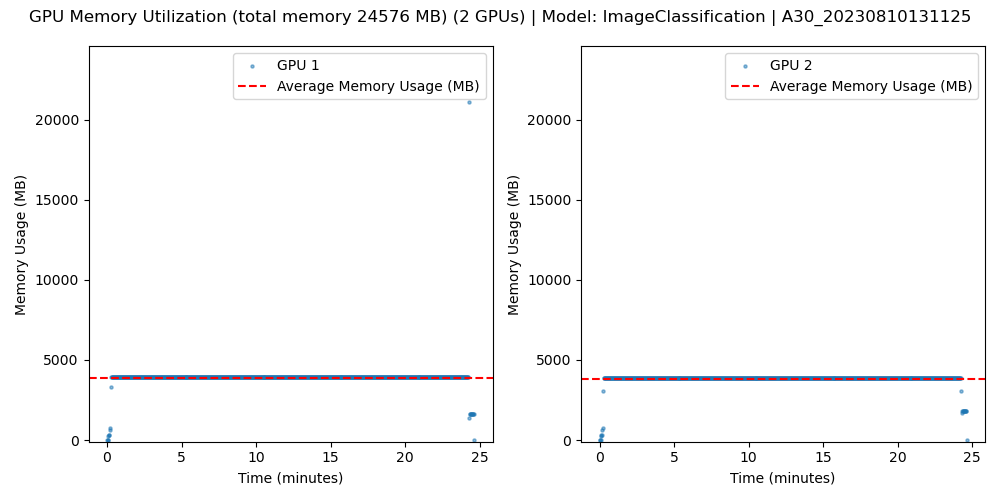 GPU Memory Utilization (total memory 24576 MB) (2 GPUs) | Model: ImageClassification | A30_20230810131125
GPU 1
Average Memory Usage (MB)
20000
15000
10000
5000
0
Memory Usage (MB)
0
5
10
15
20
25
Time (minutes)
GPU 2
Average Memory Usage (MB)
20000
15000
10000
5000
0
Memory Usage (MB)
0
5
10
15
20
25
Time (minutes)